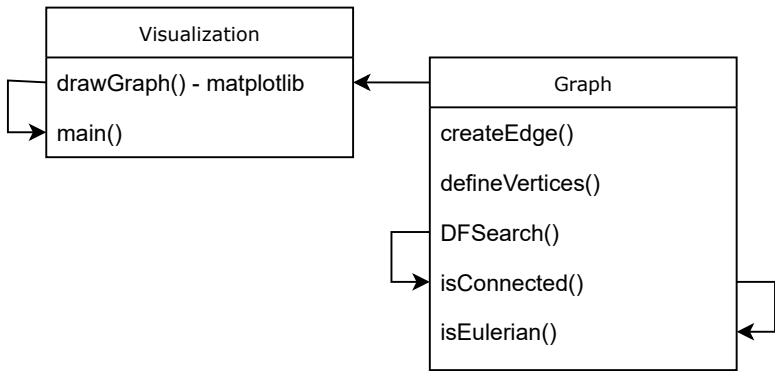 Visualization
drawGraph() - matplotlib
main()
Graph
createEdge()
defineVertices()
DFSearch()
isConnected()
isEulerian()